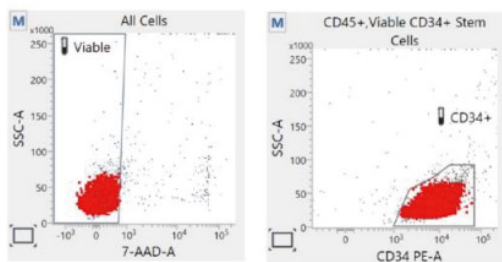 M
All Cells
x1000
250
200
150
100
50
0
SSC-A
Viable
-10³ 0 10³ 10⁴ 10⁵
7-AAD-A
M
CD45+,Viable CD34+ Stem
Cells
x1000
250
200
150
100
50
0
SSC-A
CD34+
0 10³ 10⁴ 10⁵
CD34 PE-A